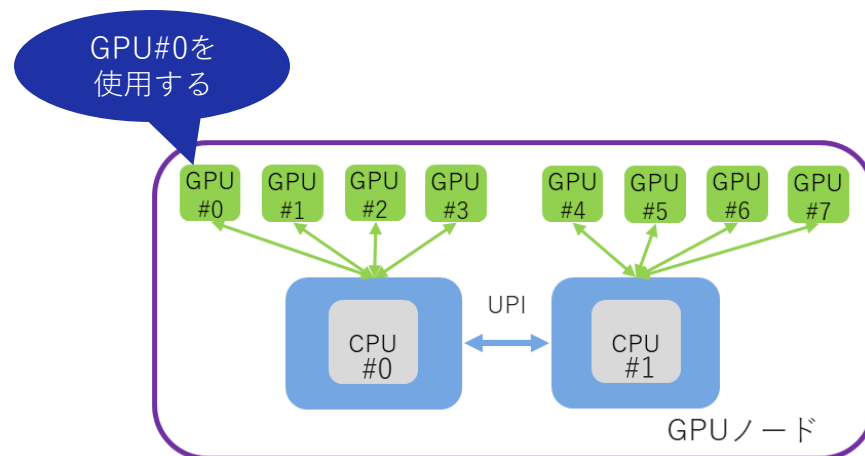 GPU#0を
使用する
GPU
#0
GPU
#1
GPU
#2
GPU
#3
GPU
#4
GPU
#5
GPU
#6
GPU
#7
UPI
CPU
#0
CPU
#1
GPUノード